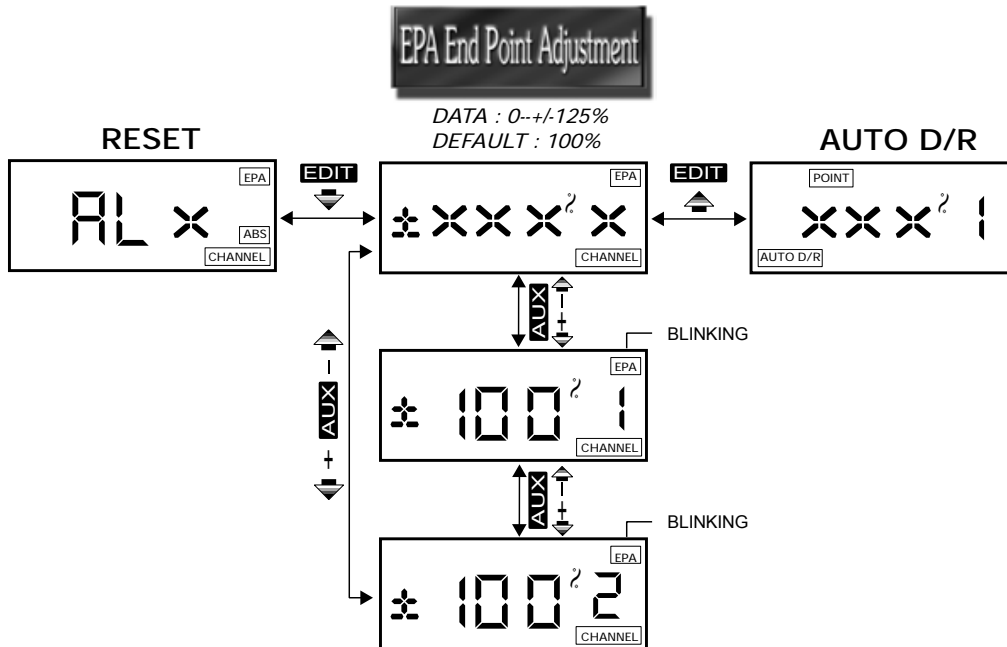 EPA End Point Adjustment
DATA : 0--+/-125%
DEFAULT : 100%
RESET
AUTO D/R
EPA
AL X
ABS
CHANNEL
EDIT
EPA
±XXX% X
CHANNEL
EDIT
POINT
XXX% 1
AUTO D/R
AUX
− +
BLINKING
EPA
± 100% 1
CHANNEL
− AUX +
AUX
− +
BLINKING
EPA
± 100% 2
CHANNEL